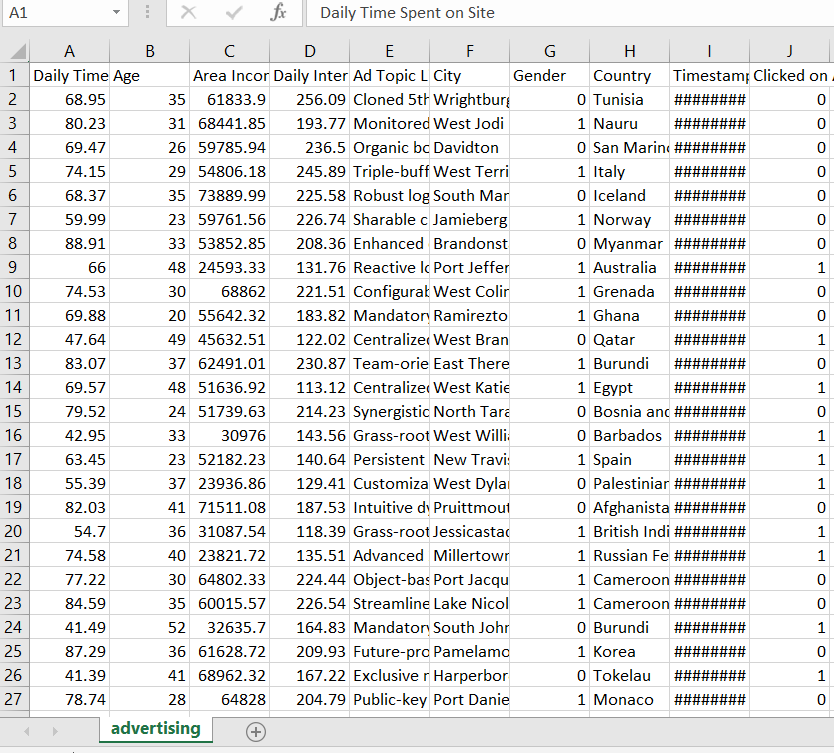 A1 fx Daily Time Spent on Site
A B C D E F G H I J
1 Daily Time Age Area Incor Daily Inter Ad Topic L City Gender Country Timestamp Clicked on
2 68.95 35 61833.9 256.09 Cloned 5th Wrightburg 0 Tunisia ######## 0
3 80.23 31 68441.85 193.77 Monitored West Jodi 1 Nauru ######## 0
4 69.47 26 59785.94 236.5 Organic bo Davidton 0 San Marino ######## 0
5 74.15 29 54806.18 245.89 Triple-buff West Terri 1 Italy ######## 0
6 68.37 35 73889.99 225.58 Robust log South Mar 0 Iceland ######## 0
7 59.99 23 59761.56 226.74 Sharable c Jamieberg 1 Norway ######## 0
8 88.91 33 53852.85 208.36 Enhanced Brandonst 0 Myanmar ######## 0
9 66 48 24593.33 131.76 Reactive lo Port Jeffer 1 Australia ######## 1
10 74.53 30 68862 221.51 Configurab West Colin 1 Grenada ######## 0
11 69.88 20 55642.32 183.82 Mandatory Ramirezto 1 Ghana ######## 0
12 47.64 49 45632.51 122.02 Centralized West Bran 0 Qatar ######## 1
13 83.07 37 62491.01 230.87 Team-orie East There 1 Burundi ######## 0
14 69.57 48 51636.92 113.12 Centralized West Katie 1 Egypt ######## 1
15 79.52 24 51739.63 214.23 Synergistic North Tara 0 Bosnia and ######## 0
16 42.95 33 30976 143.56 Grass-root West Willi 0 Barbados ######## 1
17 63.45 23 52182.23 140.64 Persistent New Travis 1 Spain ######## 1
18 55.39 37 23936.86 129.41 Customiza West Dylan 0 Palestinian ######## 1
19 82.03 41 71511.08 187.53 Intuitive dy Pruittmout 0 Afghanista ######## 0
20 54.7 36 31087.54 118.39 Grass-root Jessicastad 1 British Indi ######## 1
21 74.58 40 23821.72 135.51 Advanced Millertown 1 Russian Fe ######## 1
22 77.22 30 64802.33 224.44 Object-bas Port Jacqu 1 Cameroon ######## 0
23 84.59 35 60015.57 226.54 Streamline Lake Nicol 1 Cameroon ######## 0
24 41.49 52 32635.7 164.83 Mandatory South John 0 Burundi ######## 1
25 87.29 36 61628.72 209.93 Future-pro Pamelamo 1 Korea ######## 0
26 41.39 41 68962.32 167.22 Exclusive n Harperbor 0 Tokelau ######## 1
27 78.74 28 64828 204.79 Public-key Port Danie 1 Monaco ######## 0
advertising